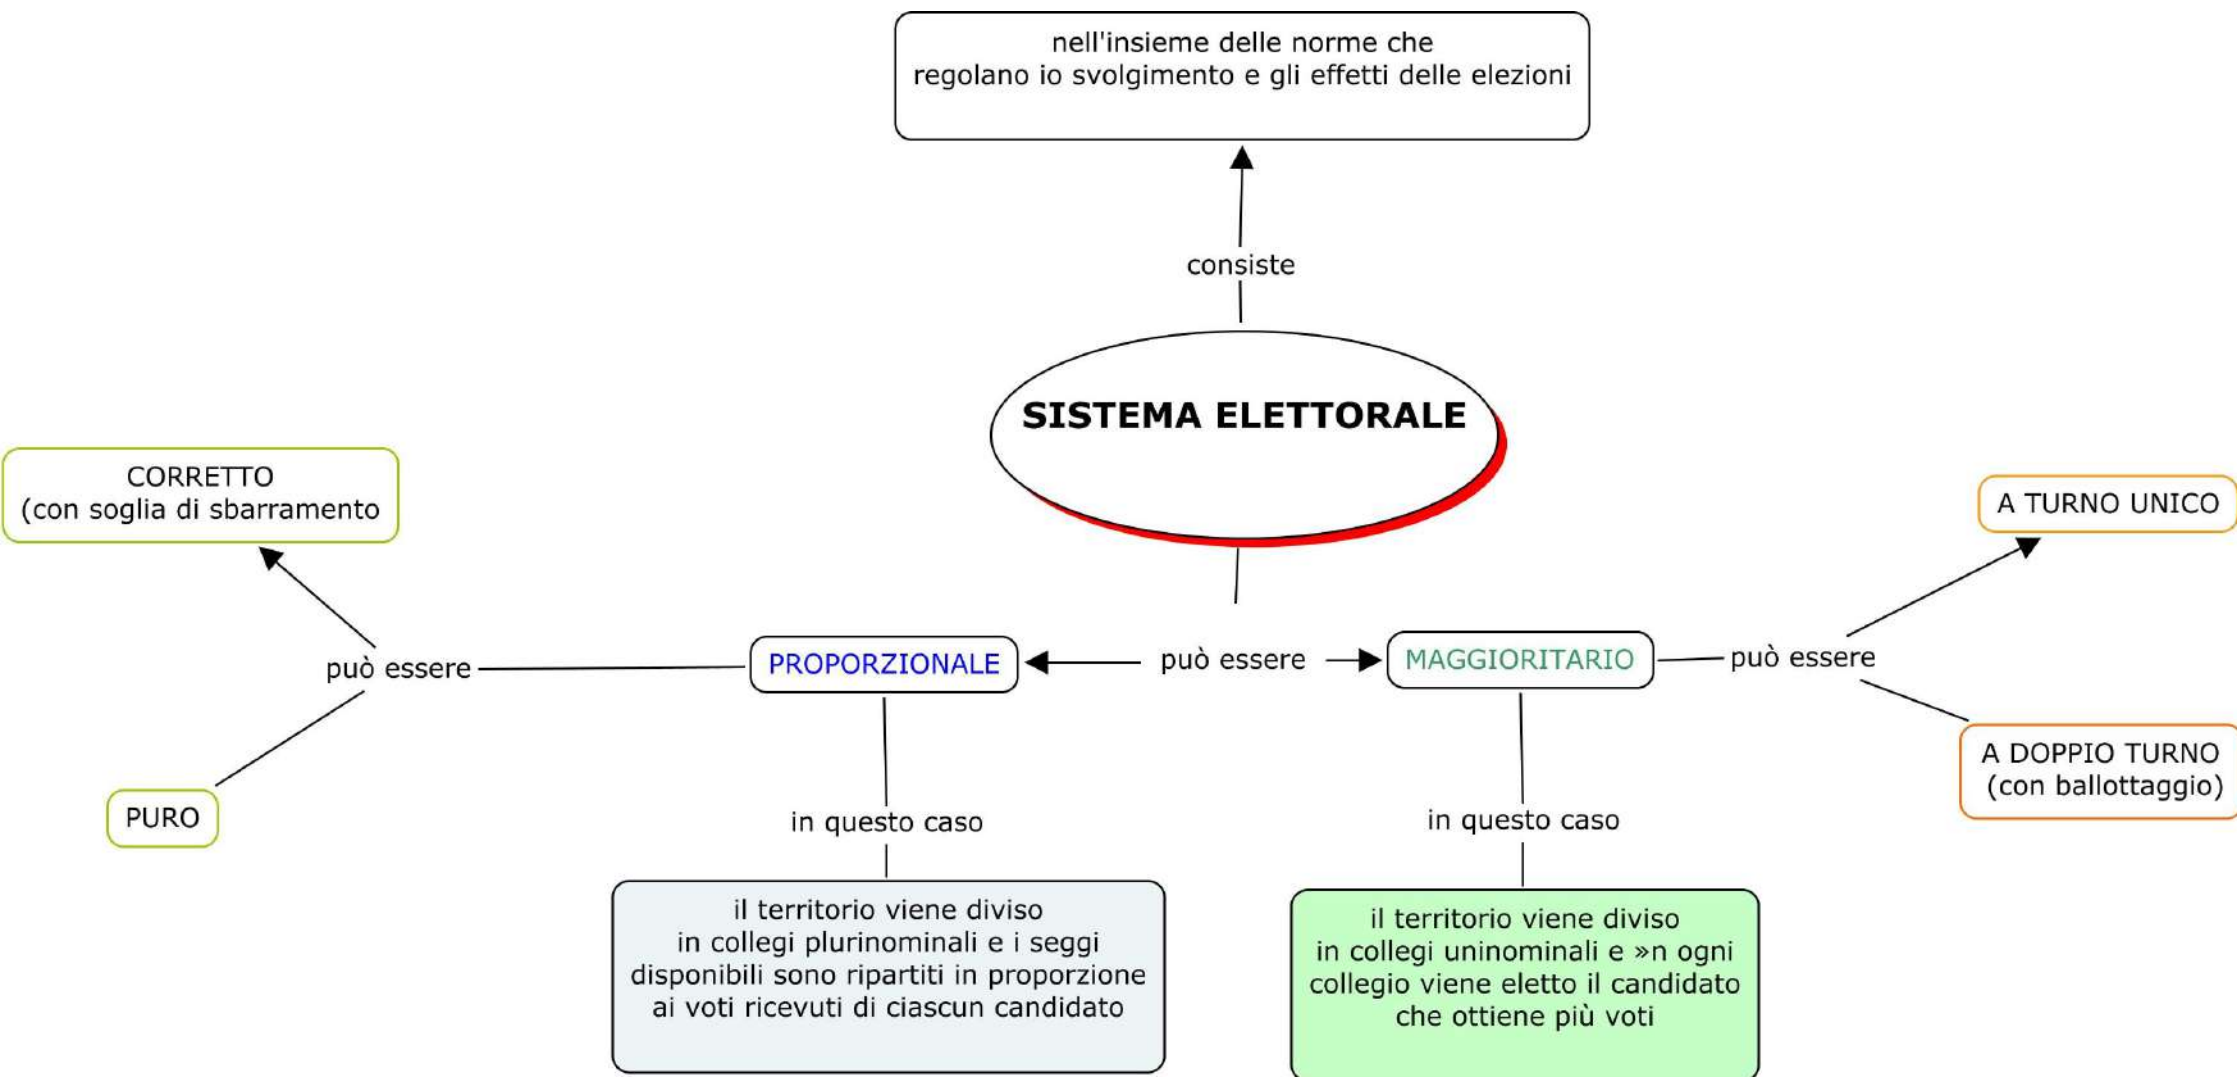 nell'insieme delle norme che
regolano io svolgimento e gli effetti delle elezioni
consiste
SISTEMA ELETTORALE
CORRETTO
(con soglia di sbarramento
A TURNO UNICO
può essere
PROPORZIONALE
può essere
MAGGIORITARIO
può essere
A DOPPIO TURNO
(con ballottaggio)
PURO
in questo caso
in questo caso
il territorio viene diviso
in collegi plurinominali e i seggi
disponibili sono ripartiti in proporzione
ai voti ricevuti di ciascun candidato
il territorio viene diviso
in collegi uninominali e »n ogni
collegio viene eletto il candidato
che ottiene più voti